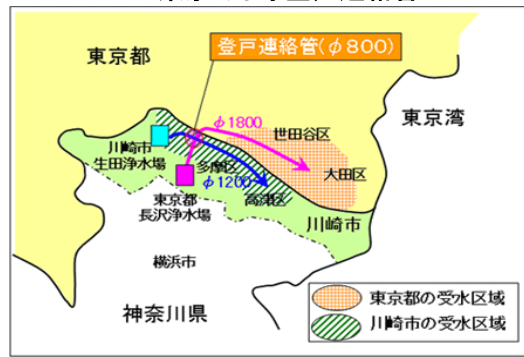 登戸連絡管(φ800)
東京都
φ1800
世田谷区
東京湾
川崎市
生田浄水場
多摩区
大田区
φ1200
高津区
東京都
長沢浄水場
川崎市
横浜市
神奈川県
東京都の受水区域
川崎市の受水区域